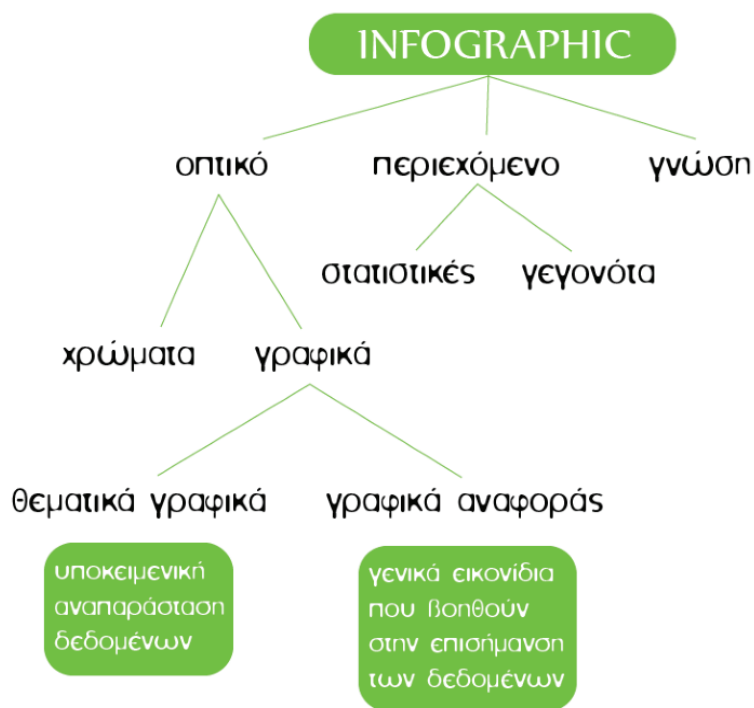 INFOGRAPHIC
οπτικό περιεχόμενο γνώση
στατιστικές γεγονότα
χρώματα γραφικά
θεματικά γραφικά γραφικά αναφοράς
υποκειμενική
αναπαράσταση
δεδομένων
γενικά εικονίδια
που βοηθούν
στην επισήμανση
των δεδομένων